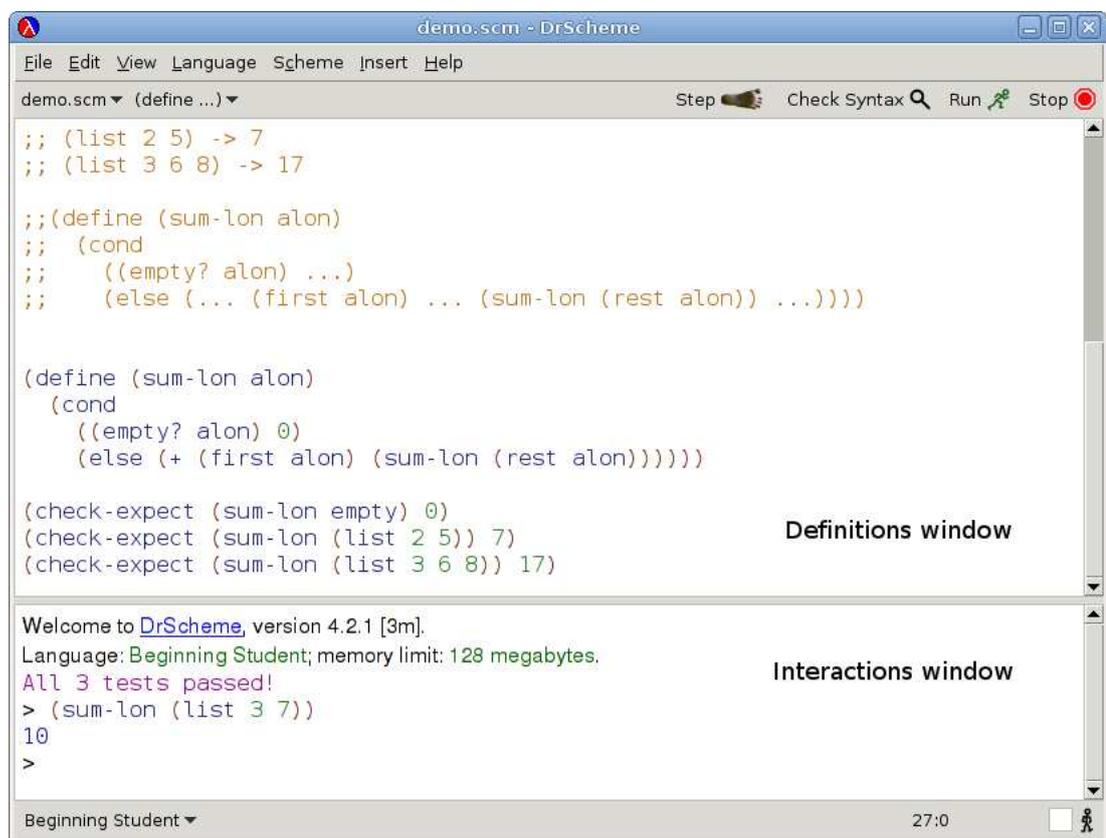 demo.scm - DrScheme
File Edit View Language Scheme Insert Help
demo.scm (define ...) Step Check Syntax Run Stop
;; (list 2 5) -> 7
;; (list 3 6 8) -> 17
;;(define (sum-lon alon)
;;  (cond
;;    ((empty? alon) ...)
;;    (else (... (first alon) ... (sum-lon (rest alon)) ...))))
(define (sum-lon alon)
  (cond
    ((empty? alon) 0)
    (else (+ (first alon) (sum-lon (rest alon))))))
(check-expect (sum-lon empty) 0)
(check-expect (sum-lon (list 2 5)) 7)
(check-expect (sum-lon (list 3 6 8)) 17)
Definitions window
Welcome to DrScheme, version 4.2.1 [3m].
Language: Beginning Student; memory limit: 128 megabytes.
All 3 tests passed!
> (sum-lon (list 3 7))
10
>
Interactions window
Beginning Student 27:0